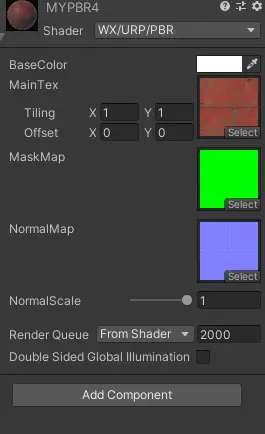 MYPBR4
Shader WX/URP/PBR
BaseColor
MainTex
Tiling X 1 Y 1
Offset X 0 Y 0
Select
MaskMap
Select
NormalMap
Select
NormalScale 1
Render Queue From Shader 2000
Double Sided Global Illumination
Add Component